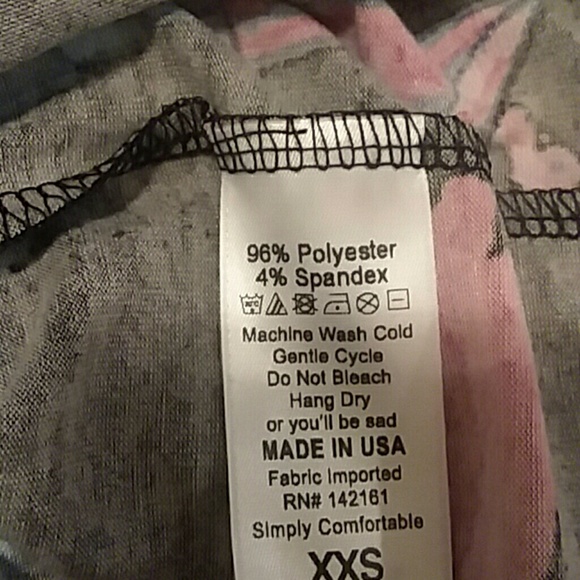 96% Polyester
4% Spandex
Machine Wash Cold
Gentle Cycle
Do Not Bleach
Hang Dry
or you'll be sad
MADE IN USA
Fabric Imported
RN# 142161
Simply Comfortable
XXS